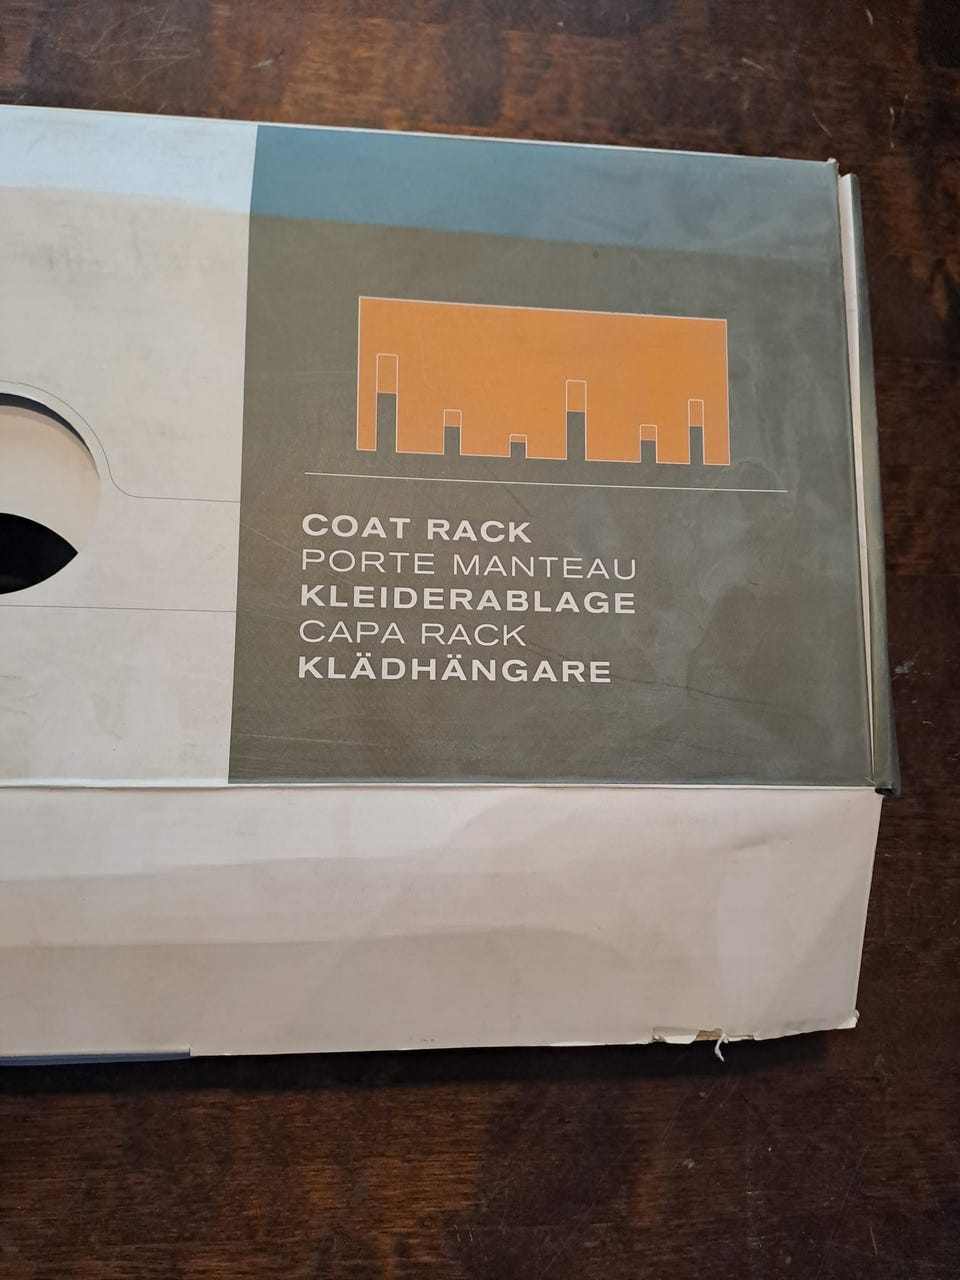 COAT RACK
PORTE MANTEAU
KLEIDERABLAGE
CAPA RACK
KLÄDHÄNGARE